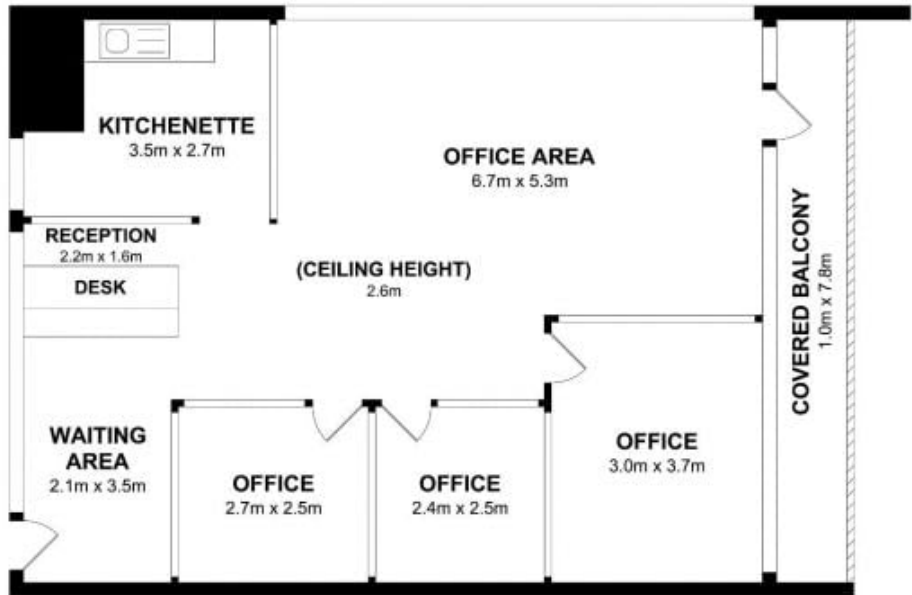 KITCHENETTE
3.5m x 2.7m
OFFICE AREA
6.7m x 5.3m
RECEPTION
2.2m x 1.6m
DESK
(CEILING HEIGHT)
2.6m
COVERED BALCONY
1.0m x 7.8m
WAITING
AREA
2.1m x 3.5m
OFFICE
2.7m x 2.5m
OFFICE
2.4m x 2.5m
OFFICE
3.0m x 3.7m